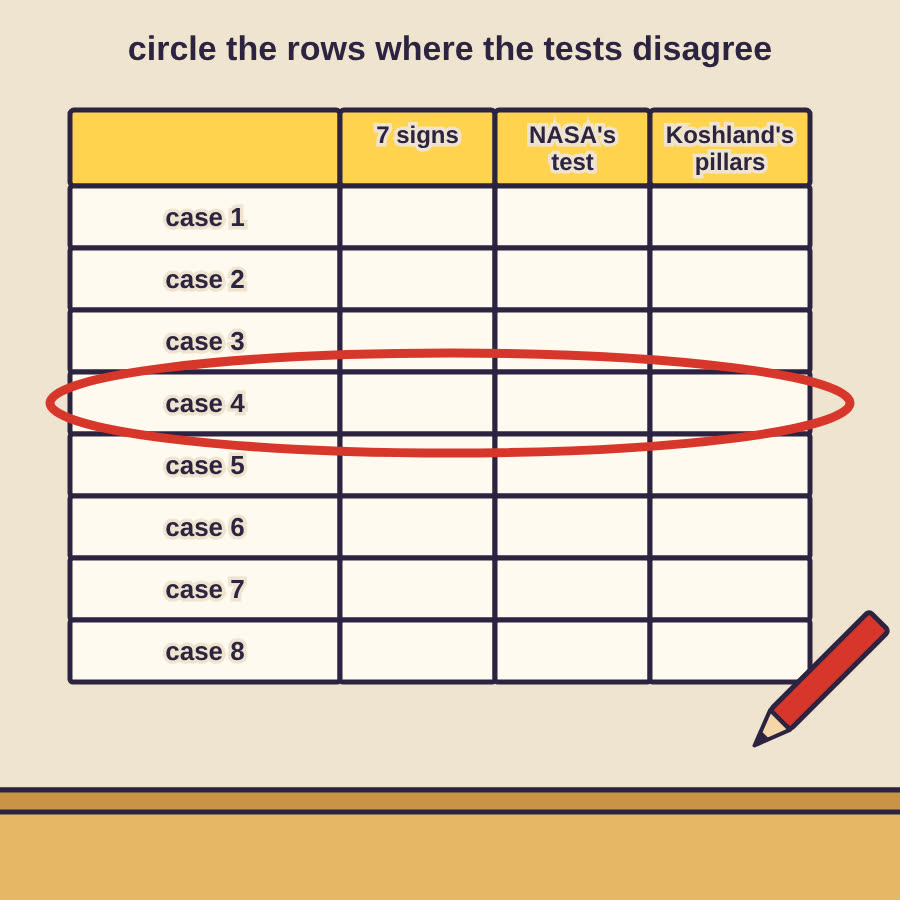 circle the rows where the tests disagree
7 signs
NASA's
test
Koshland's
pillars
case 1
case 2
case 3
case 4
case 5
case 6
case 7
case 8